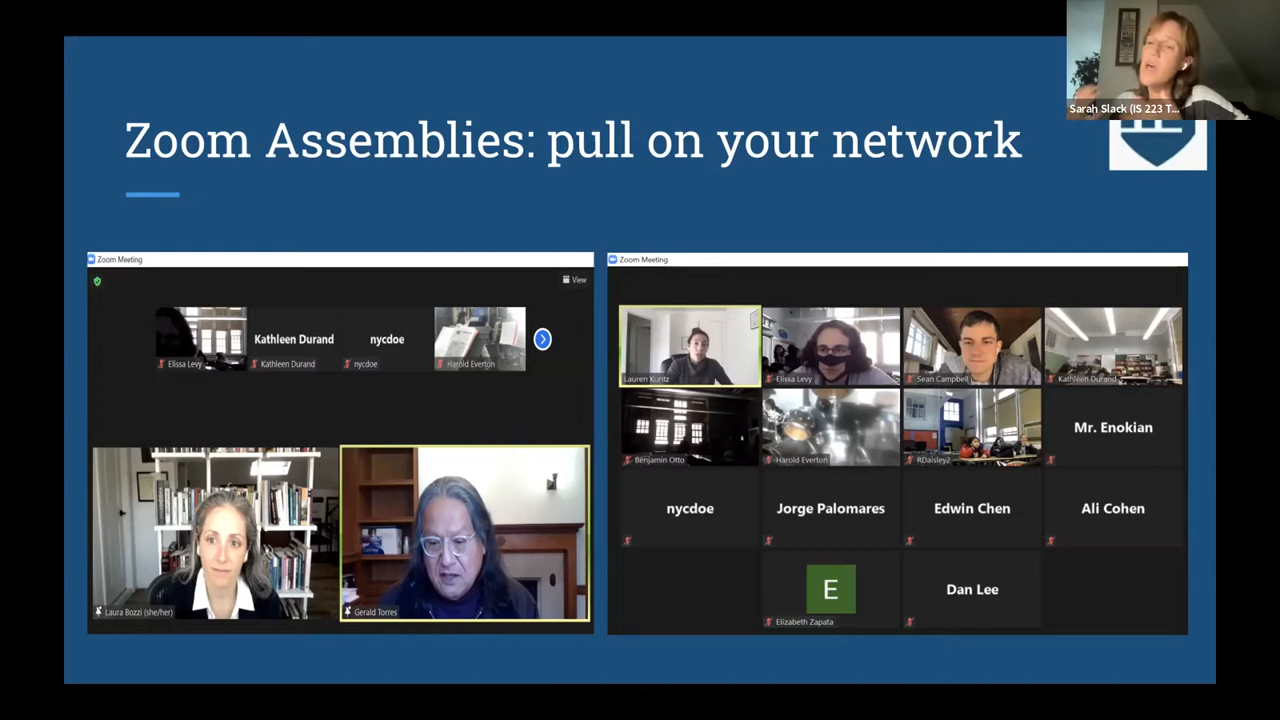 Sarah Slack (IS 223 T...
Zoom Assemblies: pull on your network
Zoom Meeting
View
Kathleen Durand
nycdoe
Elissa Levy
Kathleen Durand
nycdoe
Harold Everton
Laura Bozzi (she/her)
Gerald Torres
Zoom Meeting
Lauren Kuntz
Elissa Levy
Sean Campbell
Kathleen Durand
Benjamin Otto
Harold Everton
RDaisley2
Mr. Enokian
nycdoe
Jorge Palomares
Edwin Chen
Ali Cohen
E
Elizabeth Zapata
Dan Lee